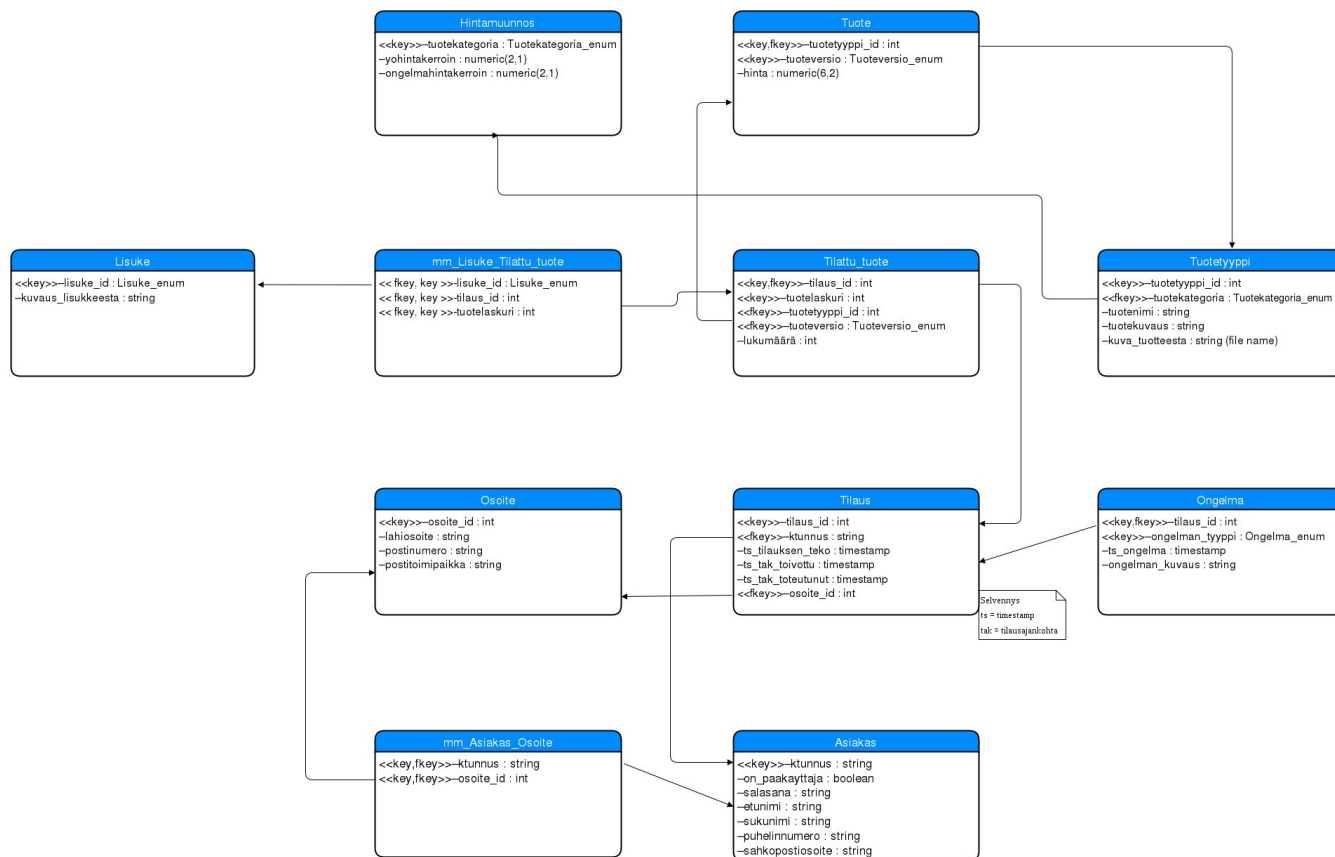 Hintamuunnos
<<key>>–tuotekategoria : Tuotekategoria_enum
–yohintakerroin : numeric(2,1)
–ongelmahintakerroin : numeric(2,1)
Tuote
<<key,fkey>>–tuotetyyppi_id : int
<<key>>–tuoteversio : Tuoteversio_enum
–hinta : numeric(6,2)
Lisuke
<<key>>–lisuke_id : Lisuke_enum
–kuvaus_lisukkeesta : string
mm_Lisuke_Tilattu_tuote
<< fkey, key >>-lisuke_id : Lisuke_enum
<< fkey, key >>-tilaus_id : int
<< fkey, key >>-tuotelaskuri : int
Tilattu_tuote
<<key,fkey>>–tilaus_id : int
<<key>>–tuotelaskuri : int
<<fkey>>–tuotetyyppi_id : int
<<fkey>>–tuoteversio : Tuoteversio_enum
–lukumäärä : int
Tuotetyyppi
<<key>>–tuotetyyppi_id : int
<<fkey>>–tuotekategoria : Tuotekategoria_enum
–tuotenimi : string
–tuotekuvaus : string
–kuva_tuotteesta : string (file name)
Osoite
<<key>>–osoite_id : int
–lahiosoite : string
–postinumero : string
–postitoimipaikka : string
Tilaus
<<key>>–tilaus_id : int
<<fkey>>–ktunnus : string
–ts_tilauksen_teko : timestamp
–ts_tak_toivottu : timestamp
–ts_tak_toteutunut : timestamp
<<fkey>>–osoite_id : int
Ongelma
<<key,fkey>>–tilaus_id : int
<<key>>–ongelman_tyyppi : Ongelma_enum
–ts_ongelma : timestamp
–ongelman_kuvaus : string
Selvennys
ts = timestamp
tak = tilausajankohta
mm_Asiakas_Osoite
<<key,fkey>>–ktunnus : string
<<key,fkey>>–osoite_id : int
Asiakas
<<key>>–ktunnus : string
–on_paakayttaja : boolean
–salasana : string
–etunimi : string
–sukunimi : string
–puhelinnumero : string
–sahkopostiosoite : string